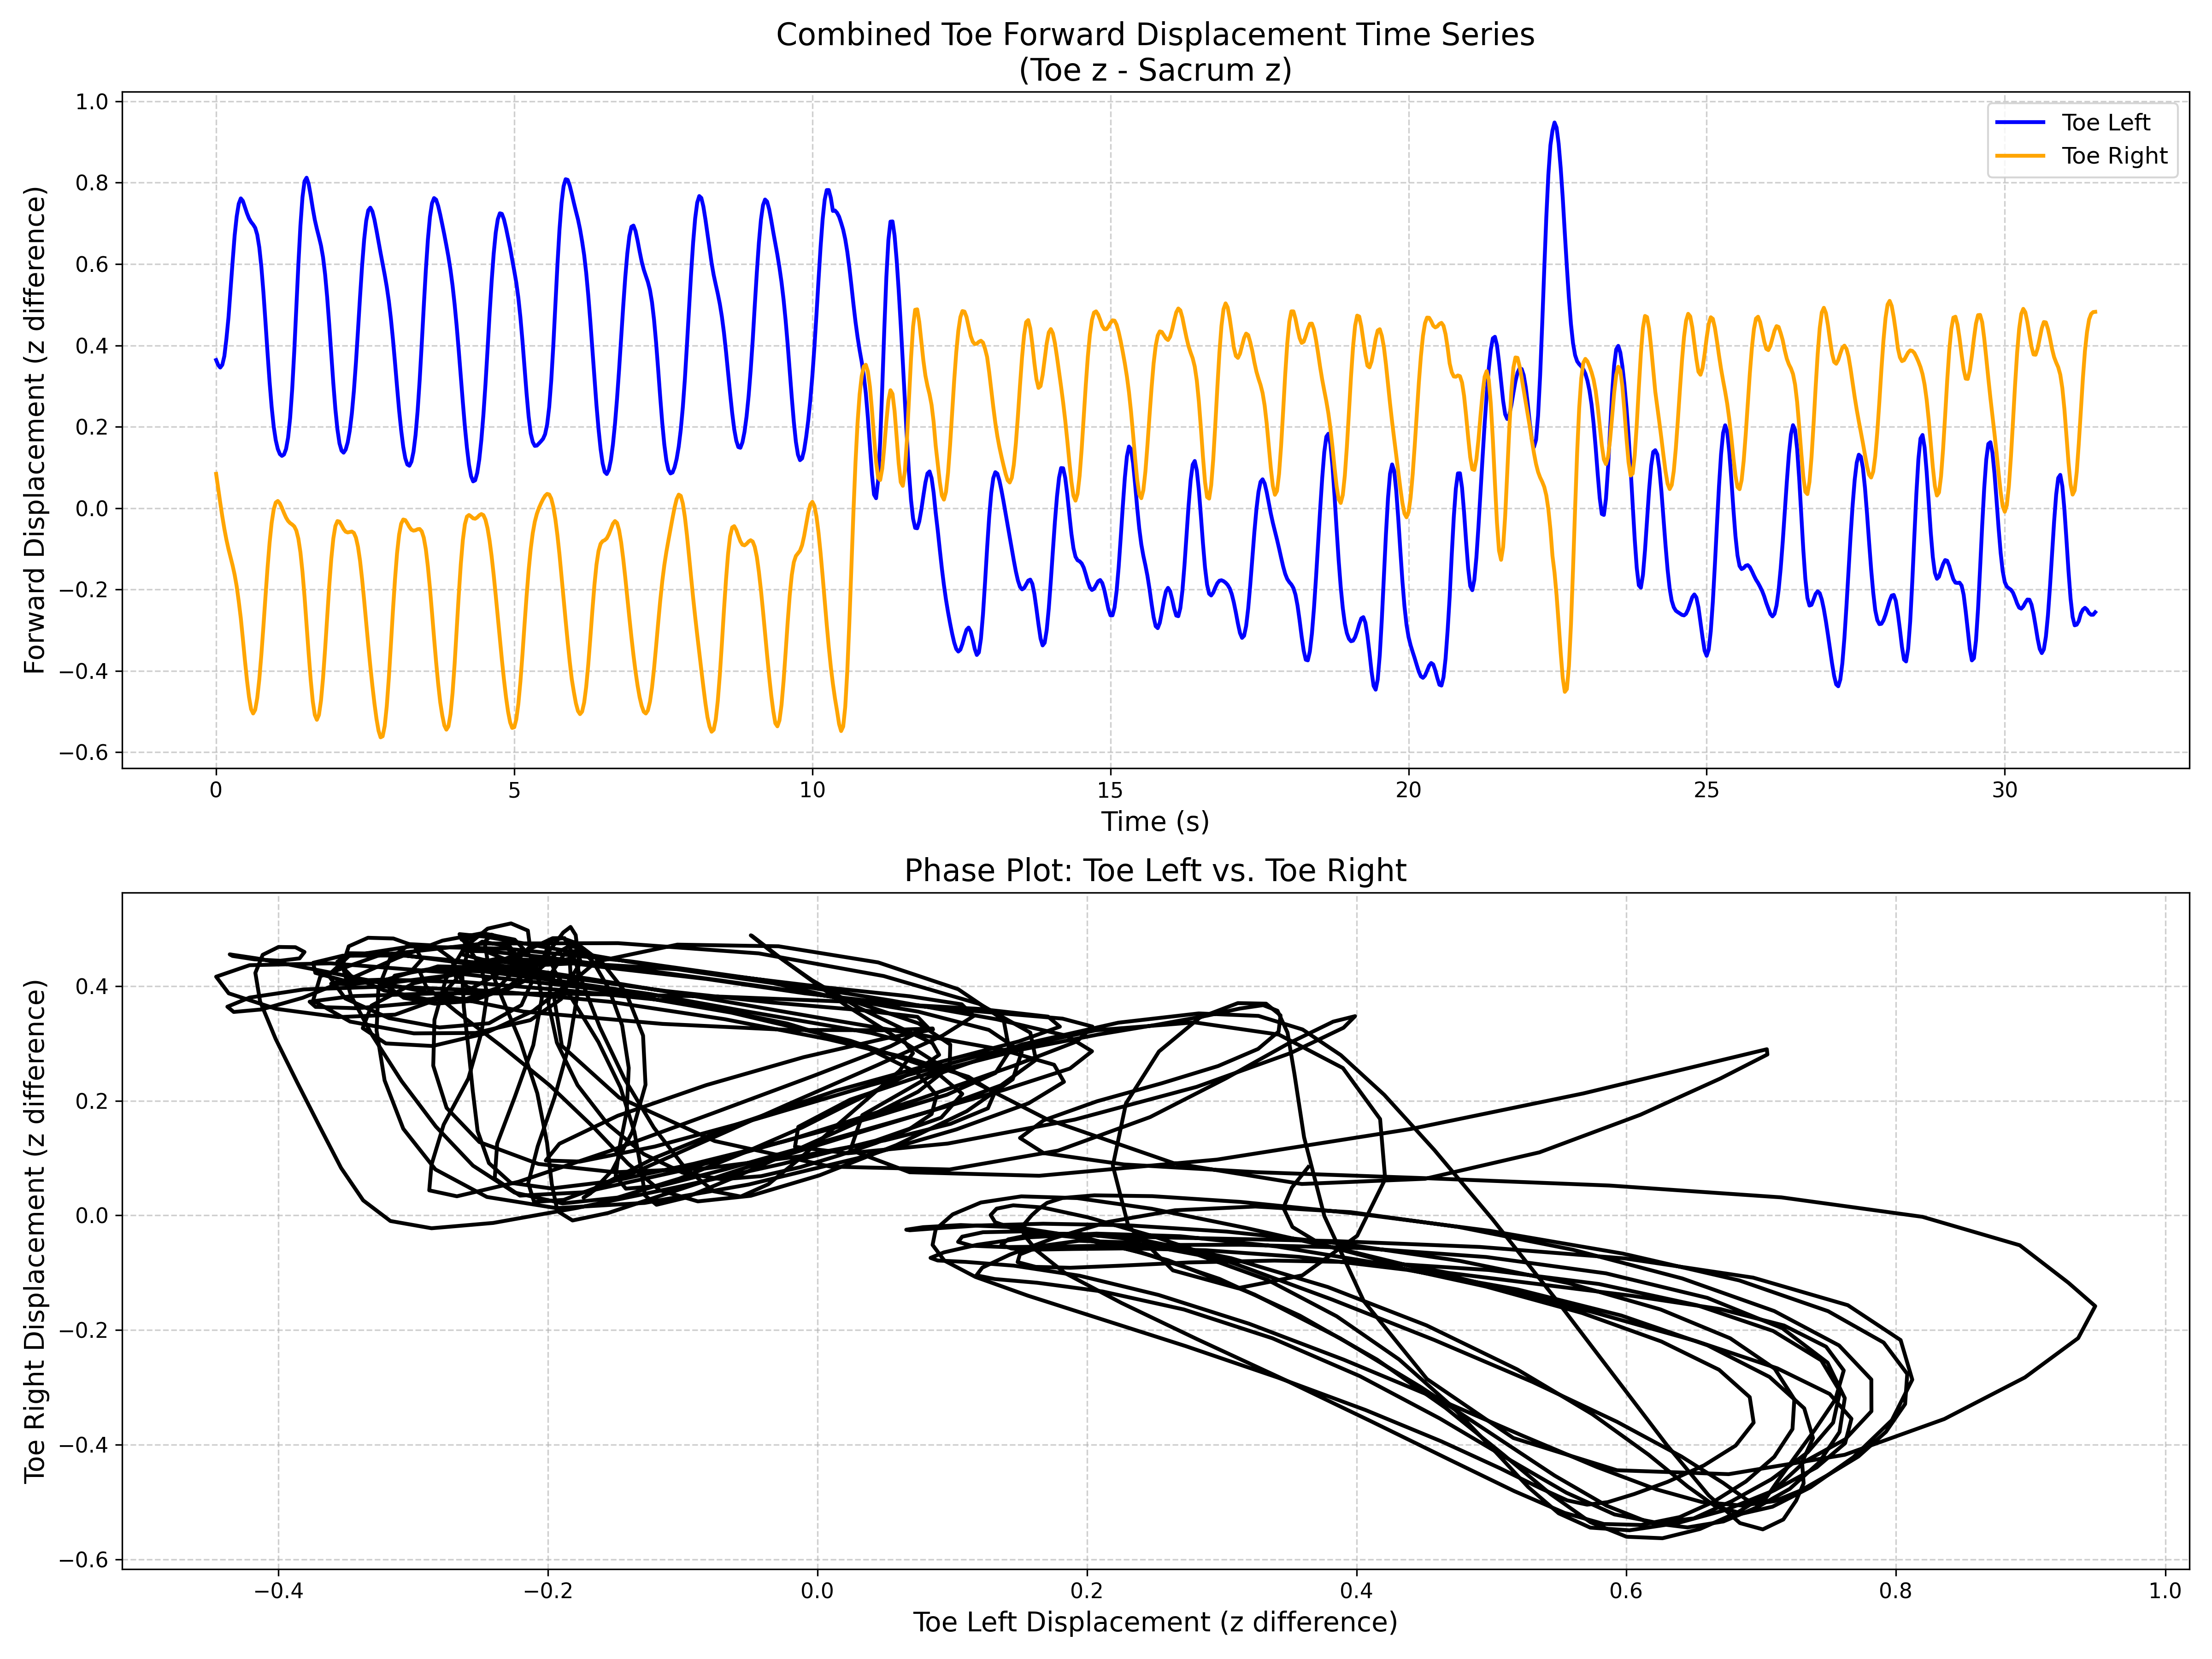 Combined Toe Forward Displacement Time Series
(Toe z - Sacrum z)
Forward Displacement (z difference)
1.0
0.8
0.6
0.4
0.2
0.0
−0.2
−0.4
−0.6
Toe Left
Toe Right
0 5 10 15 20 25 30
Time (s)
Phase Plot: Toe Left vs. Toe Right
Toe Right Displacement (z difference)
0.4
0.2
0.0
−0.2
−0.4
−0.6
−0.4 −0.2 0.0 0.2 0.4 0.6 0.8 1.0
Toe Left Displacement (z difference)